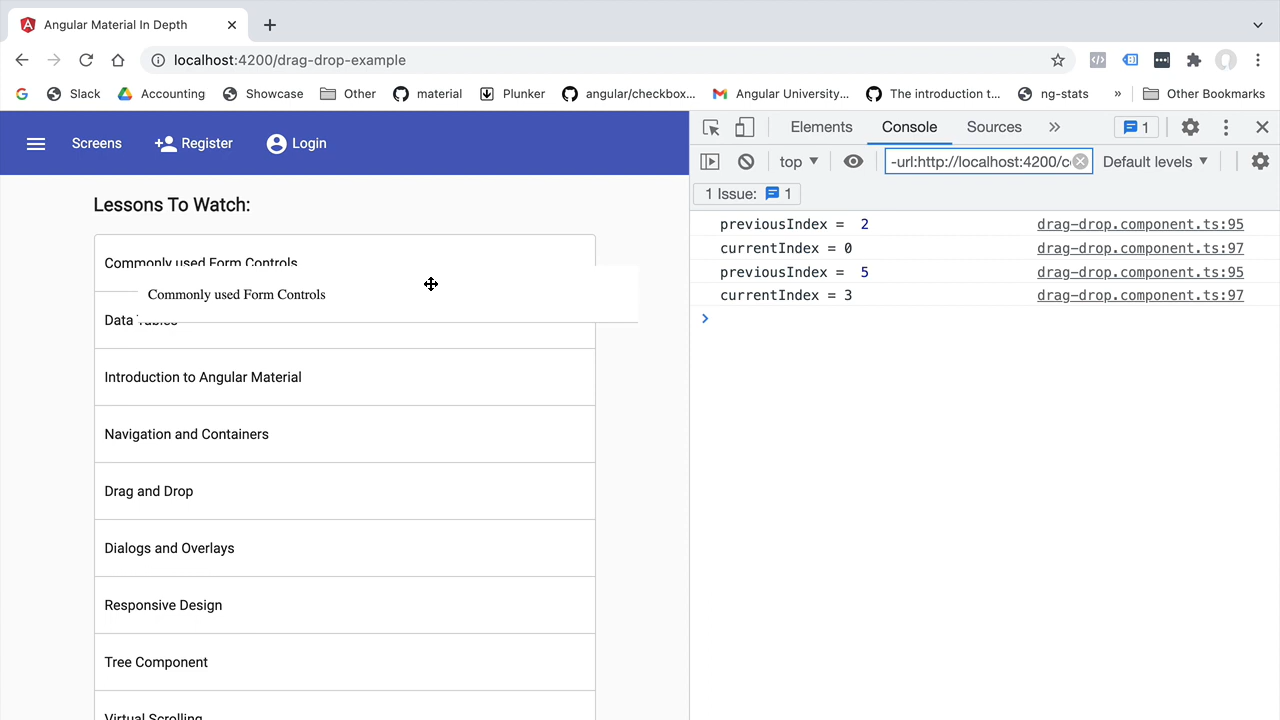 Angular Material In Depth
localhost:4200/drag-drop-example
Slack Accounting Showcase Other material Plunker angular/checkbox... Angular University... The introduction t... ng-stats » Other Bookmarks
Screens Register Login
Elements Console Sources » 1
top -url:http://localhost:4200/c Default levels
1 Issue: 1
previousIndex = 2 drag-drop.component.ts:95
currentIndex = 0 drag-drop.component.ts:97
previousIndex = 5 drag-drop.component.ts:95
currentIndex = 3 drag-drop.component.ts:97
Lessons To Watch:
Commonly used Form Controls
Commonly used Form Controls
Data Tables
Introduction to Angular Material
Navigation and Containers
Drag and Drop
Dialogs and Overlays
Responsive Design
Tree Component
Virtual Scrolling